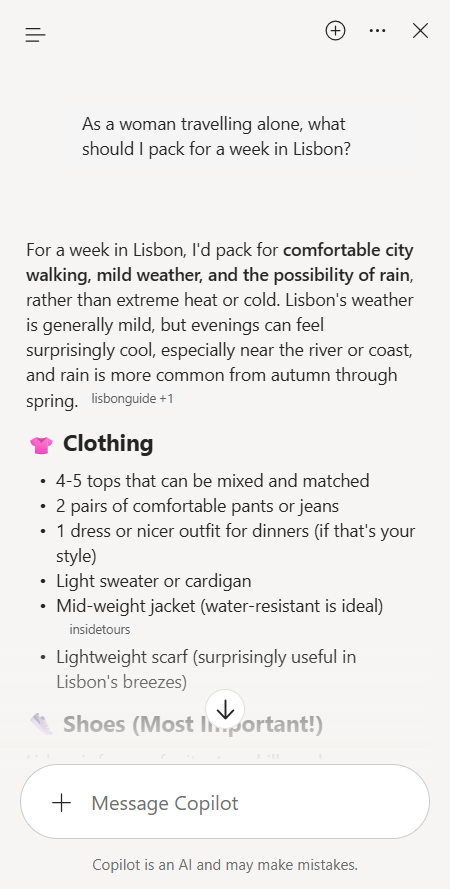 As a woman travelling alone, what
should I pack for a week in Lisbon?
For a week in Lisbon, I'd pack for comfortable city
walking, mild weather, and the possibility of rain,
rather than extreme heat or cold. Lisbon's weather
is generally mild, but evenings can feel
surprisingly cool, especially near the river or coast,
and rain is more common from autumn through
spring. lisbonguide +1
Clothing
• 4-5 tops that can be mixed and matched
• 2 pairs of comfortable pants or jeans
• 1 dress or nicer outfit for dinners (if that's your
style)
• Light sweater or cardigan
• Mid-weight jacket (water-resistant is ideal)
insidetours
• Lightweight scarf (surprisingly useful in
Lisbon's breezes)
Shoes (Most Important!)
Message Copilot
Copilot is an AI and may make mistakes.